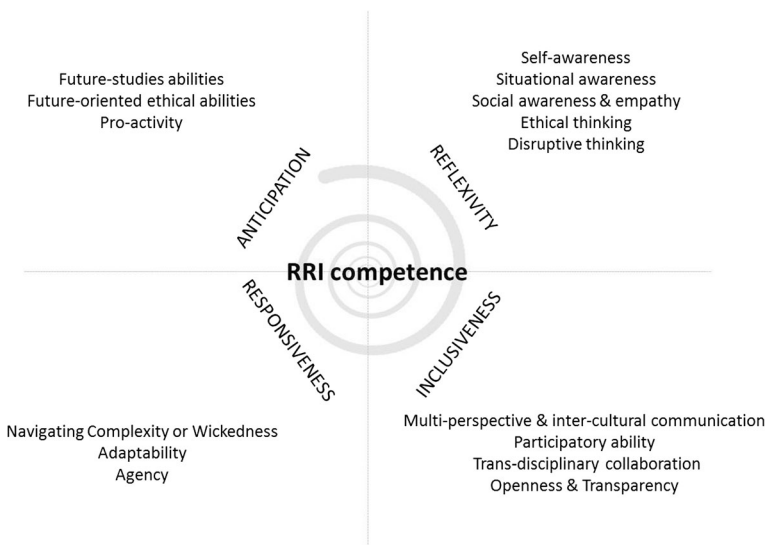 Future-studies abilities
Future-oriented ethical abilities
Pro-activity
ANTICIPATION
Self-awareness
Situational awareness
Social awareness & empathy
Ethical thinking
Disruptive thinking
REFLEXIVITY
RRI competence
RESPONSIVENESS
Navigating Complexity or Wickedness
Adaptability
Agency
INCLUSIVENESS
Multi-perspective & inter-cultural communication
Participatory ability
Trans-disciplinary collaboration
Openness & Transparency